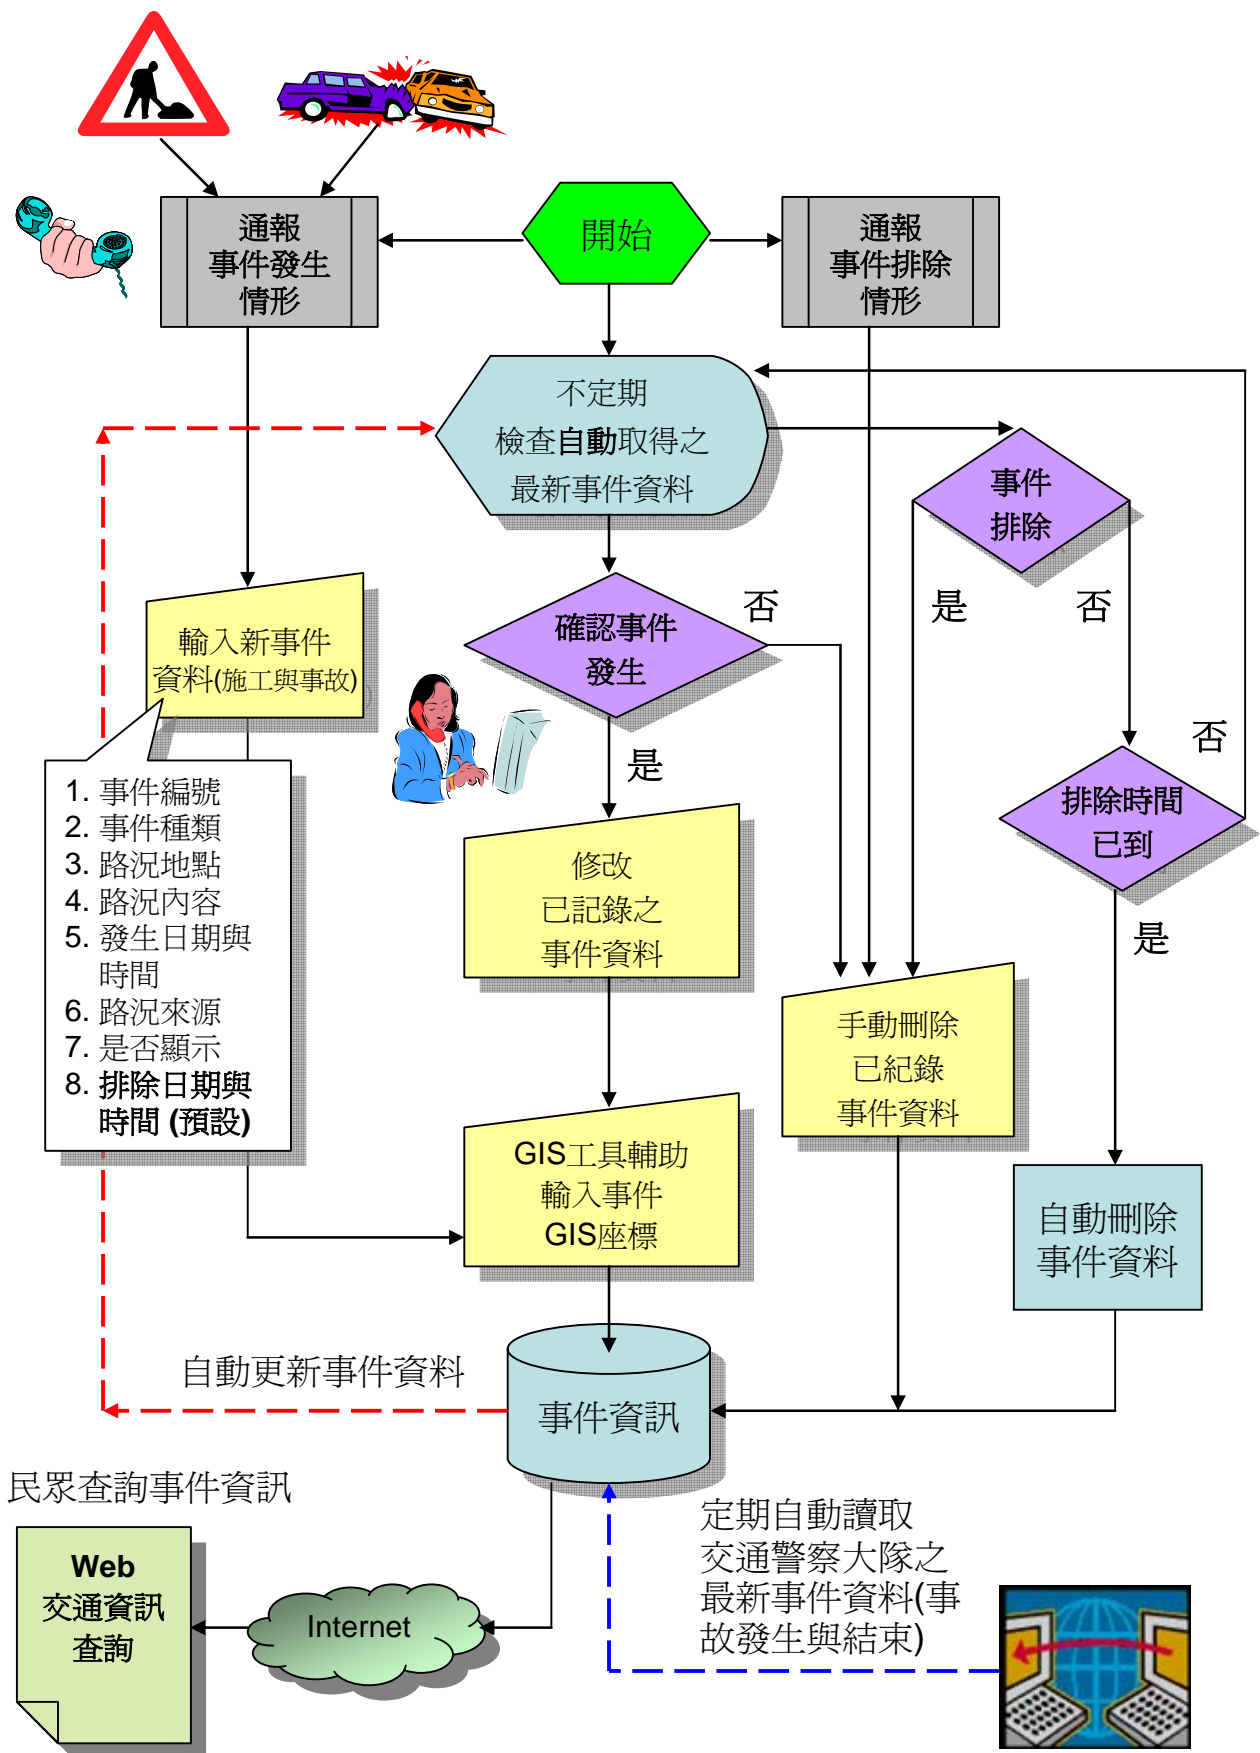 通報
事件發生
情形
開始
通報
事件排除
情形
不定期
檢查自動取得之
最新事件資料
事件
排除
是
否
輸入新事件
資料(施工與事故)
確認事件
發生
否
是
排除時間
已到
否
是
1. 事件編號
2. 事件種類
3. 路況地點
4. 路況內容
5. 發生日期與
時間
6. 路況來源
7. 是否顯示
8. 排除日期與
時間 (預設)
修改
已記錄之
事件資料
手動刪除
已紀錄
事件資料
GIS工具輔助
輸入事件
GIS座標
自動刪除
事件資料
自動更新事件資料
事件資訊
民眾查詢事件資訊
Web
交通資訊
查詢
Internet
定期自動讀取
交通警察大隊之
最新事件資料(事
故發生與結束)